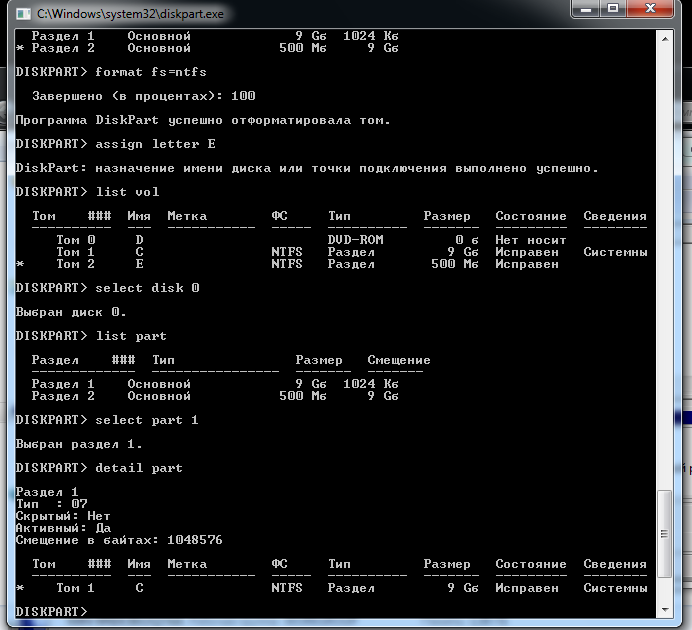 C:\Windows\system32\diskpart.exe
Раздел 1    Основной             9 Gб  1024 Кб
* Раздел 2    Основной           500 Мб     9 Gб
DISKPART> format fs=ntfs
Завершено (в процентах): 100
Программа DiskPart успешно отформатировала том.
DISKPART> assign letter E
DiskPart: назначение имени диска или точки подключения выполнено успешно.
DISKPART> list vol
Том    ###  Имя  Метка        ФС     Тип         Размер   Состояние  Сведения
-------------  ---  -----------  -----  ----------  -------  ---------  --------
Том 0     D                       DVD-ROM         0 б  Нет носит
Том 1     C                NTFS   Раздел          9 Gб  Исправен   Системны
* Том 2     E                NTFS   Раздел        500 Мб  Исправен
DISKPART> select disk 0
Выбран диск 0.
DISKPART> list part
Раздел    ###  Тип               Размер   Смещение
-------------  ----------------  -------  -------
Раздел 1    Основной             9 Gб  1024 Кб
Раздел 2    Основной           500 Мб     9 Gб
DISKPART> select part 1
Выбран раздел 1.
DISKPART> detail part
Раздел 1
Тип  : 07
Скрытый: Нет
Активный: Да
Смещение в байтах: 1048576
Том    ###  Имя  Метка        ФС     Тип         Размер   Состояние  Сведения
-------------  ---  -----------  -----  ----------  -------  ---------  --------
* Том 1     C                NTFS   Раздел          9 Gб  Исправен   Системны
DISKPART>